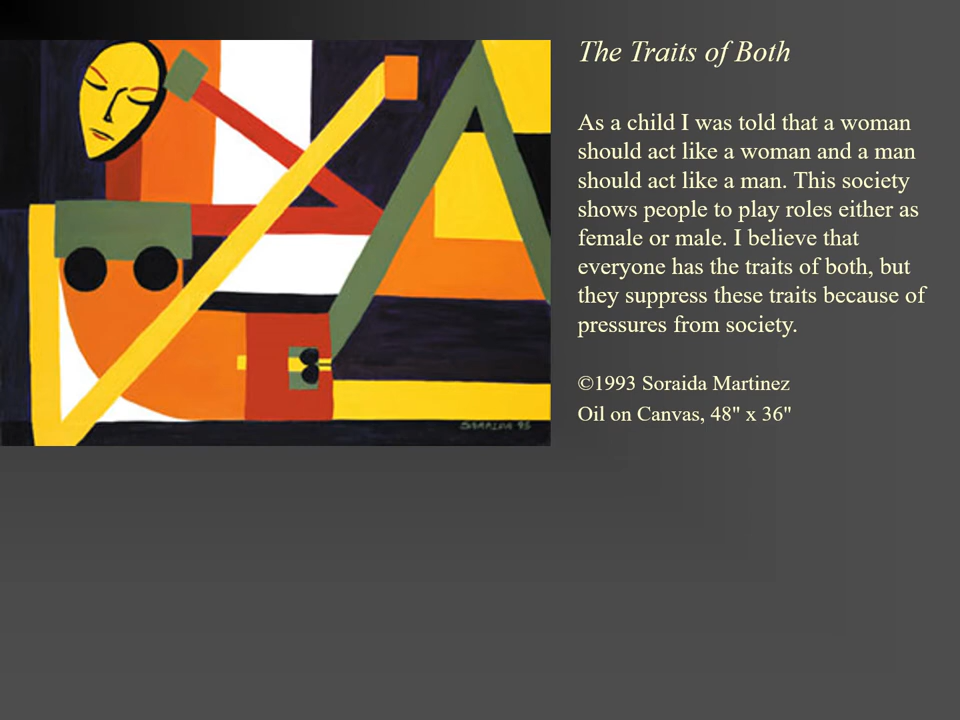 The Traits of Both
As a child I was told that a woman
should act like a woman and a man
should act like a man. This society
shows people to play roles either as
female or male. I believe that
everyone has the traits of both, but
they suppress these traits because of
pressures from society.
©1993 Soraida Martinez
Oil on Canvas, 48" x 36"